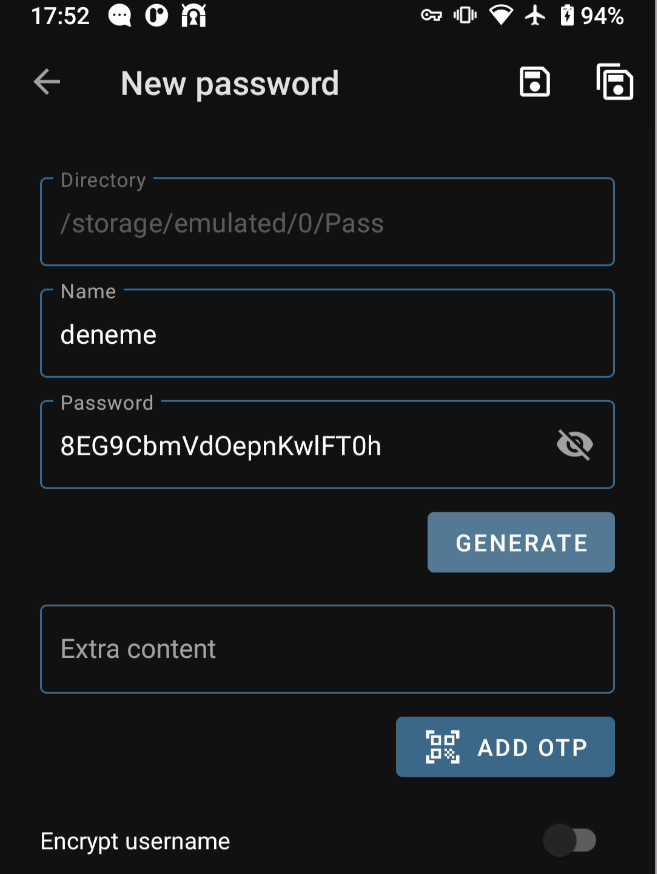 17:52
94%
New password
Directory
/storage/emulated/0/Pass
Name
deneme
Password
8EG9CbmVdOepnKwlFT0h
GENERATE
Extra content
ADD OTP
Encrypt username